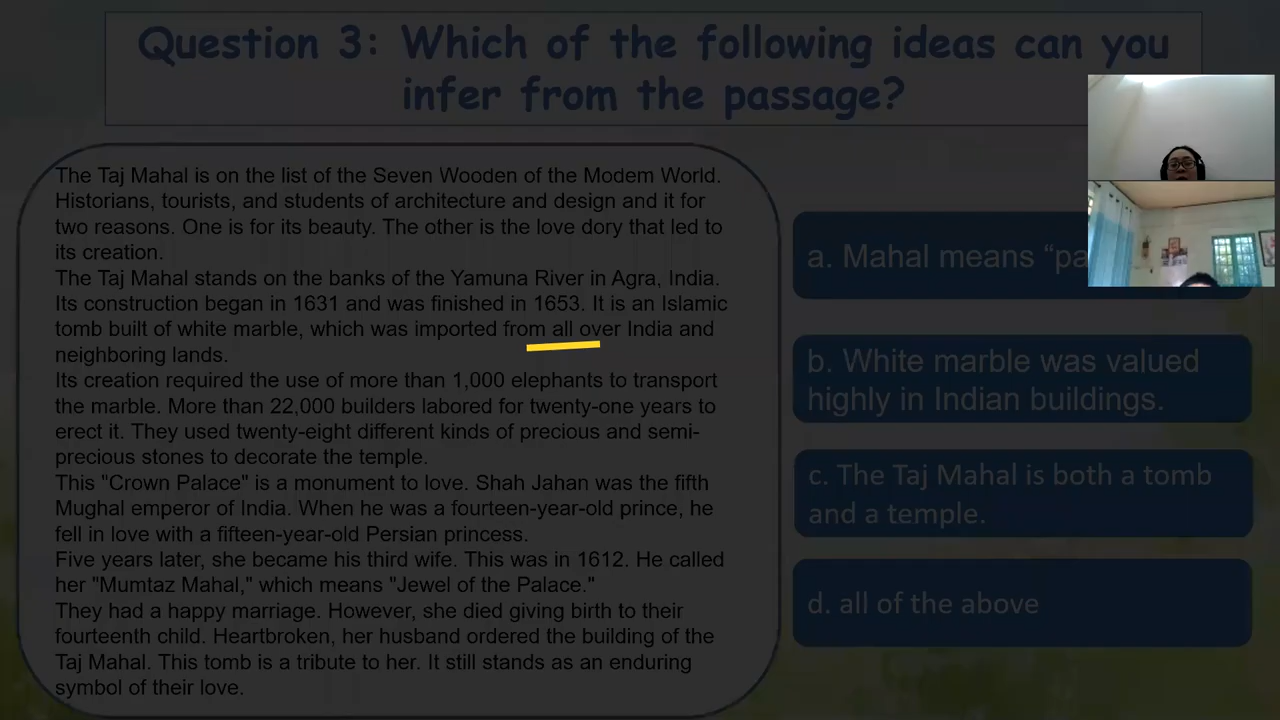 Question 3: Which of the following ideas can you
infer from the passage?
The Taj Mahal is on the list of the Seven Wooden of the Modem World.
Historians, tourists, and students of architecture and design and it for
two reasons. One is for its beauty. The other is the love dory that led to
its creation.
The Taj Mahal stands on the banks of the Yamuna River in Agra, India.
Its construction began in 1631 and was finished in 1653. It is an Islamic
tomb built of white marble, which was imported from all over India and
neighboring lands.
Its creation required the use of more than 1,000 elephants to transport
the marble. More than 22,000 builders labored for twenty-one years to
erect it. They used twenty-eight different kinds of precious and semi-
precious stones to decorate the temple.
This "Crown Palace" is a monument to love. Shah Jahan was the fifth
Mughal emperor of India. When he was a fourteen-year-old prince, he
fell in love with a fifteen-year-old Persian princess.
Five years later, she became his third wife. This was in 1612. He called
her "Mumtaz Mahal," which means "Jewel of the Palace."
They had a happy marriage. However, she died giving birth to their
fourteenth child. Heartbroken, her husband ordered the building of the
Taj Mahal. This tomb is a tribute to her. It still stands as an enduring
symbol of their love.
a. Mahal means
b. White marble was valued
highly in Indian buildings.
c. The Taj Mahal is both a tomb
and a temple.
d. all of the above